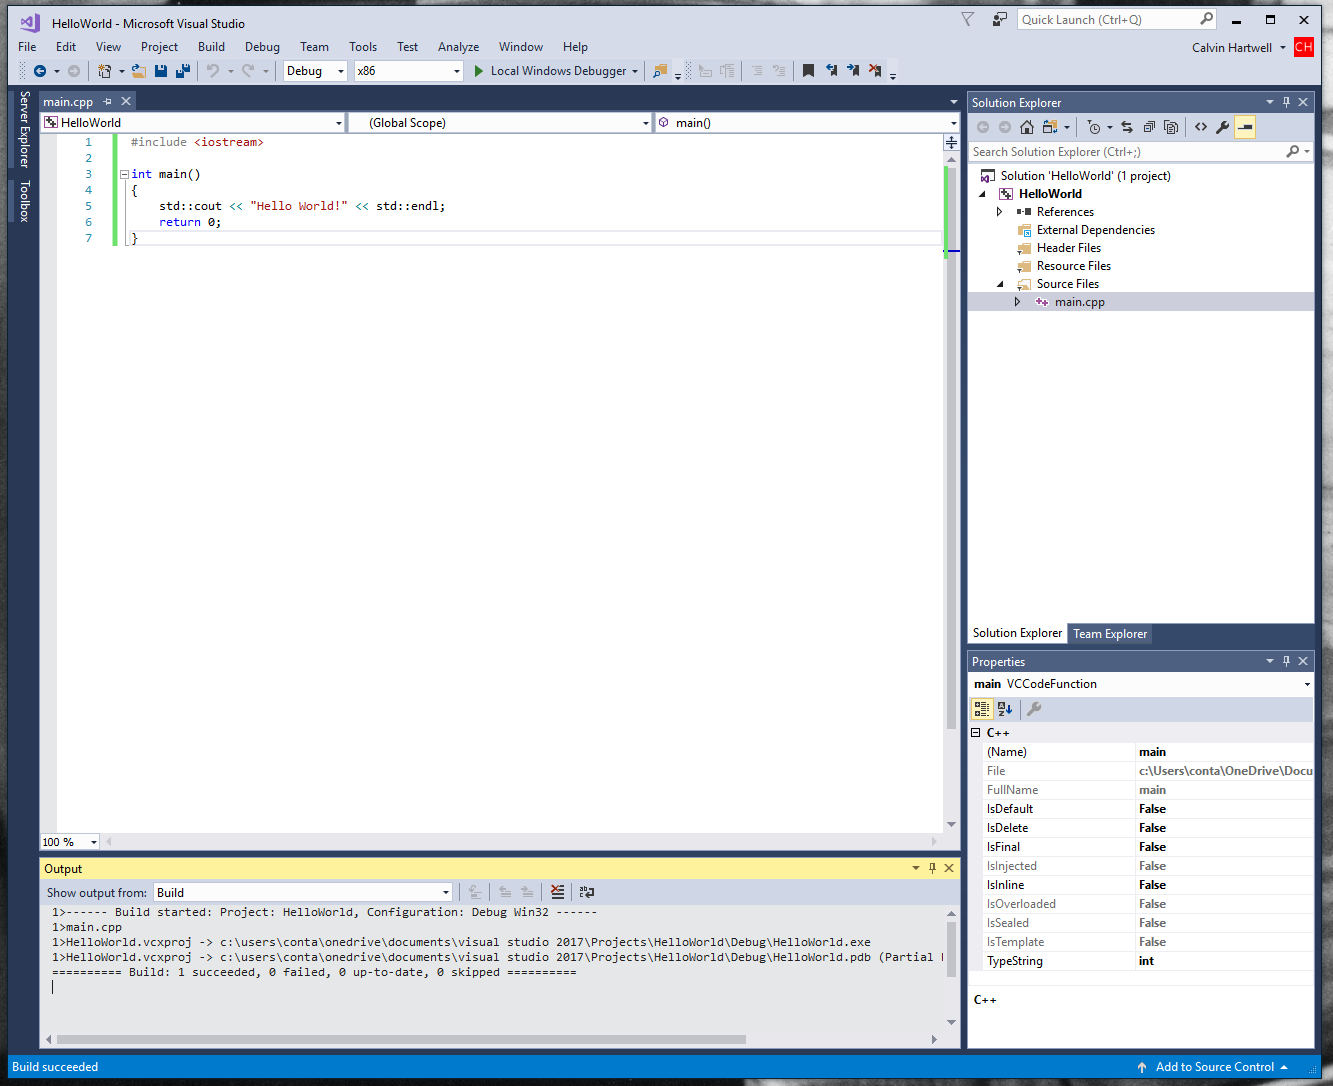 HelloWorld - Microsoft Visual Studio
Quick Launch (Ctrl+Q)
File Edit View Project Build Debug Team Tools Test Analyze Window Help
Calvin Hartwell CH
Debug x86 Local Windows Debugger
Server Explorer
Toolbox
main.cpp
HelloWorld (Global Scope) main()
1 #include <iostream>
2
3 int main()
4 {
5 std::cout << "Hello World!" << std::endl;
6 return 0;
7 }
100 %
Output
Show output from: Build
1>------ Build started: Project: HelloWorld, Configuration: Debug Win32 ------
1>main.cpp
1>HelloWorld.vcxproj -> c:\users\conta\onedrive\documents\visual studio 2017\Projects\HelloWorld\Debug\HelloWorld.exe
1>HelloWorld.vcxproj -> c:\users\conta\onedrive\documents\visual studio 2017\Projects\HelloWorld\Debug\HelloWorld.pdb (Partial
========== Build: 1 succeeded, 0 failed, 0 up-to-date, 0 skipped ==========
Solution Explorer
Search Solution Explorer (Ctrl+;)
Solution 'HelloWorld' (1 project)
HelloWorld
References
External Dependencies
Header Files
Resource Files
Source Files
main.cpp
Solution Explorer Team Explorer
Properties
main VCCodeFunction
C++
(Name) main
File c:\Users\conta\OneDrive\Docu
FullName main
IsDefault False
IsDelete False
IsFinal False
IsInjected False
IsInline False
IsOverloaded False
IsSealed False
IsTemplate False
TypeString int
C++
Build succeeded
Add to Source Control